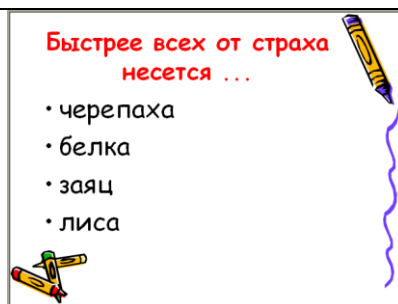 Быстрее всех от страха
несется ...
• черепаха
• белка
• заяц
• лиса